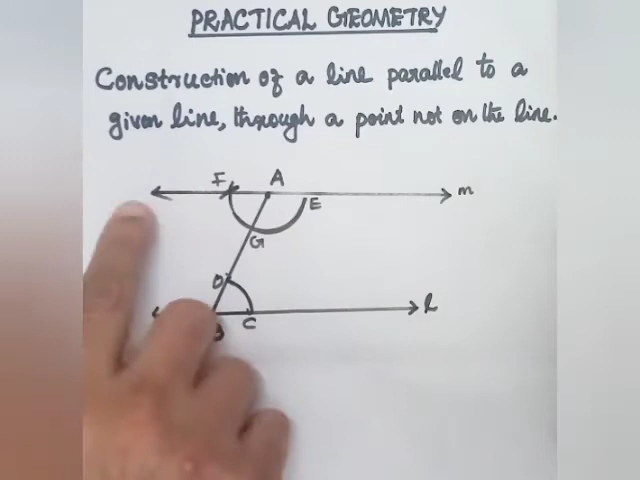 PRACTICAL GEOMETRY
Construction of a line parallel to a
given line, through a point not on the line.
F A
m
E
G
D
C
l